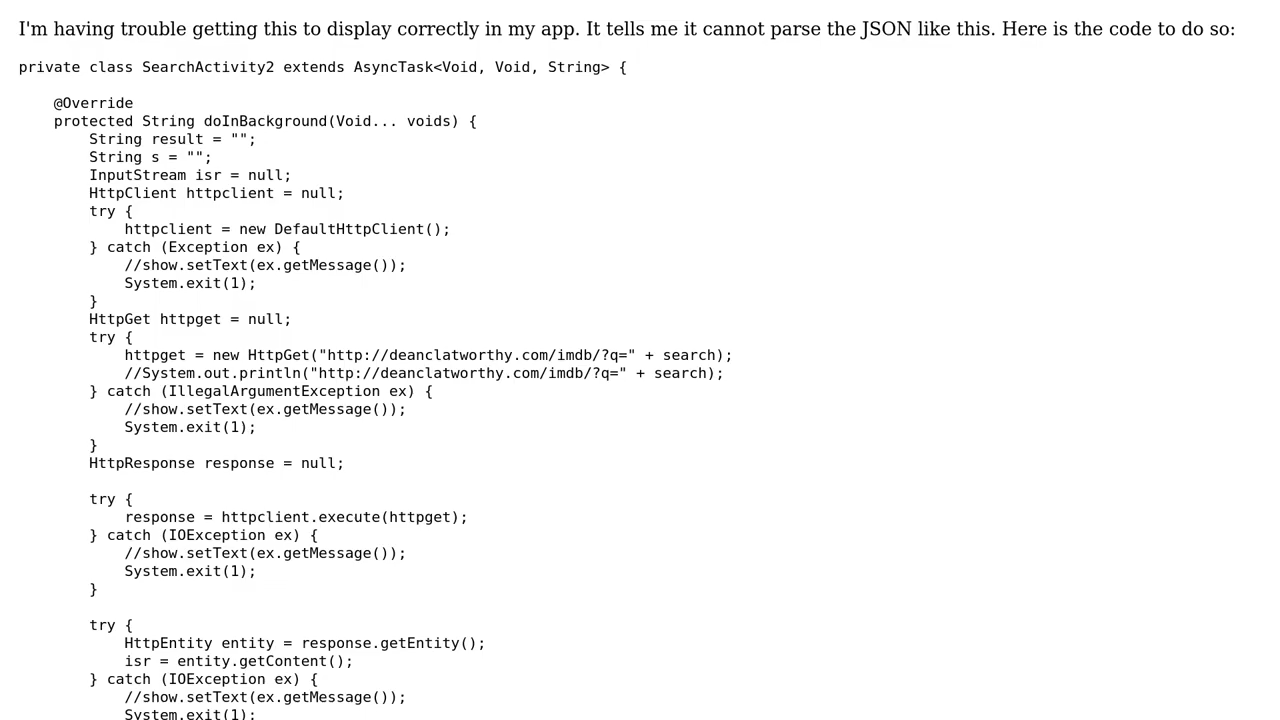 I'm having trouble getting this to display correctly in my app. It tells me it cannot parse the JSON like this. Here is the code to do so:
private class SearchActivity2 extends AsyncTask<Void, Void, String> {
    @Override
    protected String doInBackground(Void... voids) {
        String result = "";
        String s = "";
        InputStream isr = null;
        HttpClient httpclient = null;
        try {
            httpclient = new DefaultHttpClient();
        } catch (Exception ex) {
            //show.setText(ex.getMessage());
            System.exit(1);
        }
        HttpGet httpget = null;
        try {
            httpget = new HttpGet("http://deanclatworthy.com/imdb/?q=" + search);
            //System.out.println("http://deanclatworthy.com/imdb/?q=" + search);
        } catch (IllegalArgumentException ex) {
            //show.setText(ex.getMessage());
            System.exit(1);
        }
        HttpResponse response = null;
        try {
            response = httpclient.execute(httpget);
        } catch (IOException ex) {
            //show.setText(ex.getMessage());
            System.exit(1);
        }
        try {
            HttpEntity entity = response.getEntity();
            isr = entity.getContent();
        } catch (IOException ex) {
            //show.setText(ex.getMessage());
            System.exit(1);